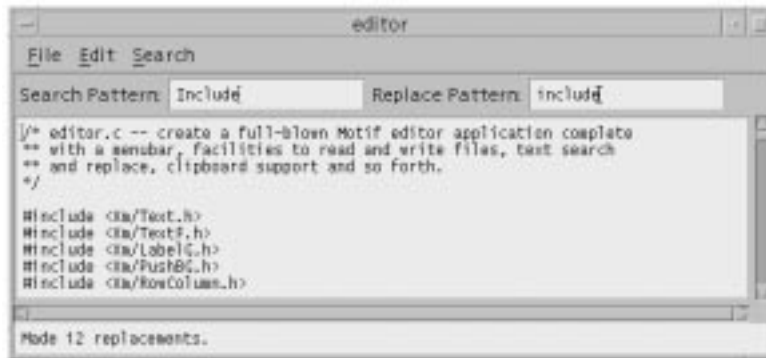 editor
File Edit Search
Search Pattern: Include Replace Pattern: include
/* editor.c -- create a full-blown Motif editor application complete
** with a menubar, facilities to read and write files, text search
** and replace, clipboard support and so forth.
*/
#include <Xm/Text.h>
#include <Xm/TextF.h>
#include <Xm/LabelG.h>
#include <Xm/PushBG.h>
#include <Xm/RowColumn.h>
Made 12 replacements.